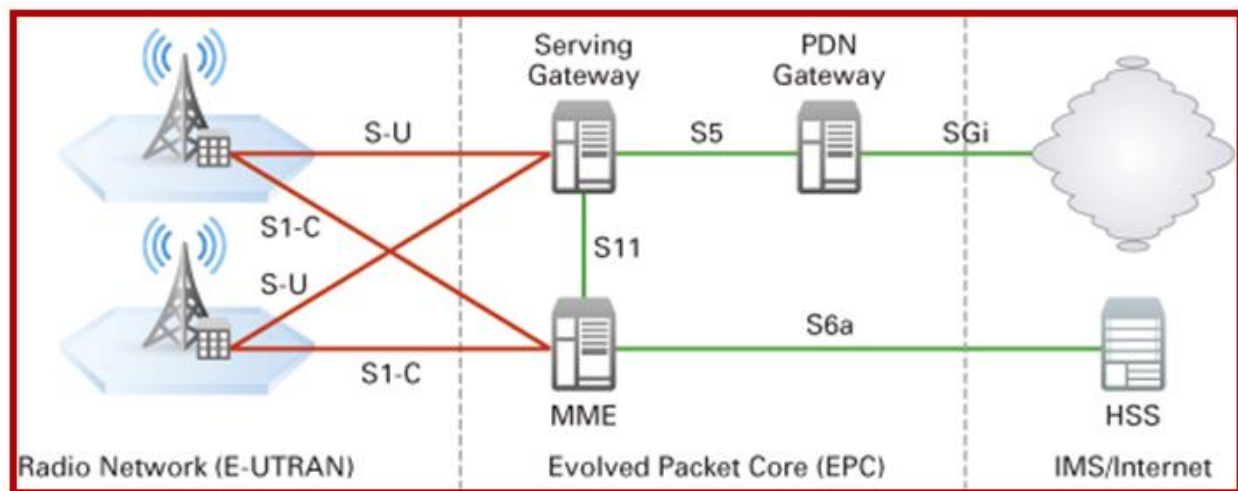 Serving
Gateway
PDN
Gateway
S-U
S5
SGi
S1-C
S11
S-U
S6a
S1-C
MME
HSS
Radio Network (E-UTRAN)
Evolved Packet Core (EPC)
IMS/Internet